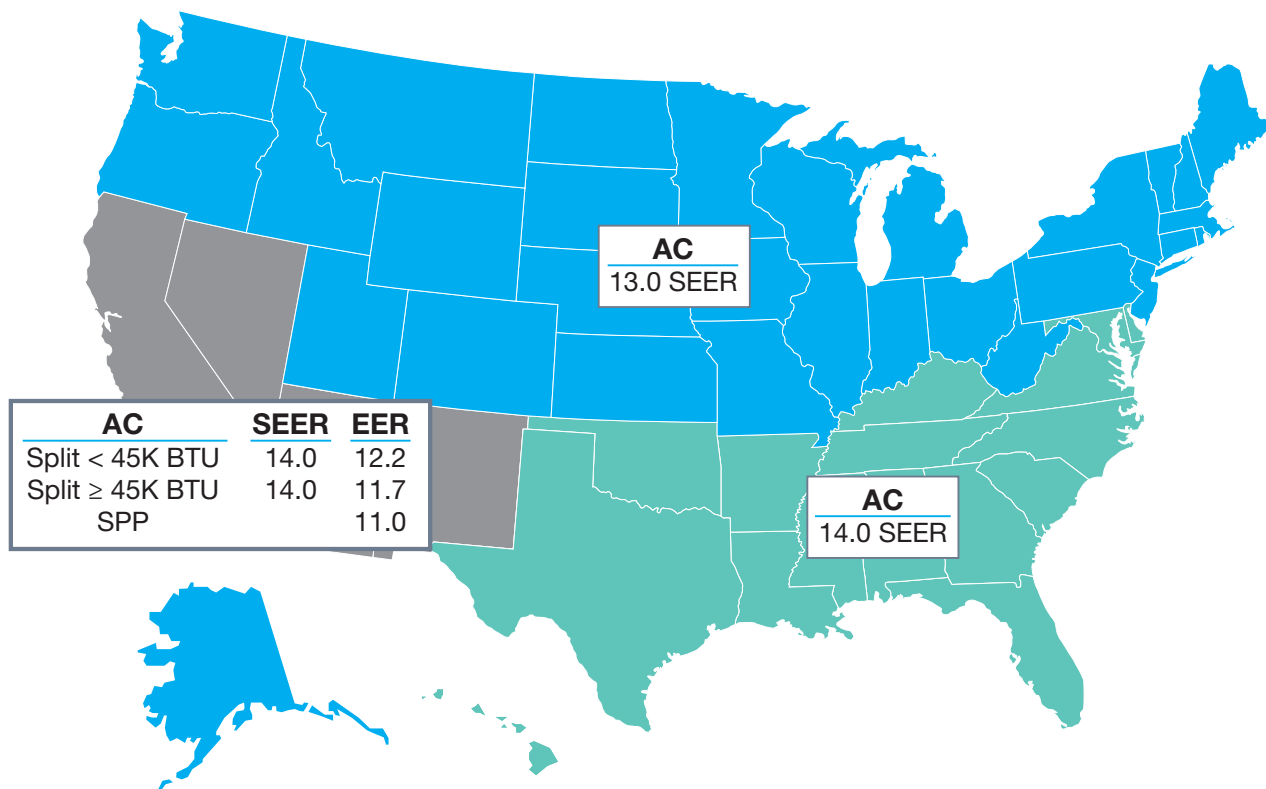 AC
13.0 SEER
AC SEER EER
Split < 45K BTU 14.0 12.2
Split ≥ 45K BTU 14.0 11.7
SPP 11.0
AC
14.0 SEER